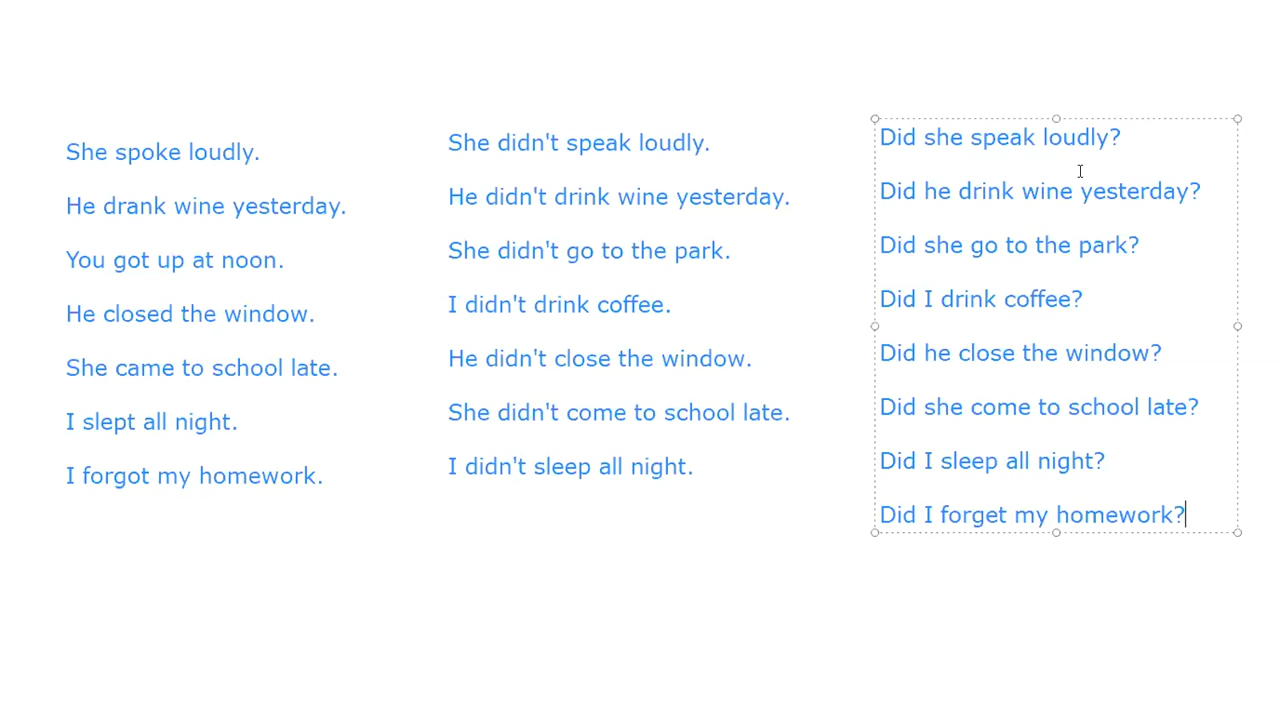 She spoke loudly.
He drank wine yesterday.
You got up at noon.
He closed the window.
She came to school late.
I slept all night.
I forgot my homework.
She didn't speak loudly.
He didn't drink wine yesterday.
She didn't go to the park.
I didn't drink coffee.
He didn't close the window.
She didn't come to school late.
I didn't sleep all night.
Did she speak loudly?
Did he drink wine yesterday?
Did she go to the park?
Did I drink coffee?
Did he close the window?
Did she come to school late?
Did I sleep all night?
Did I forget my homework?